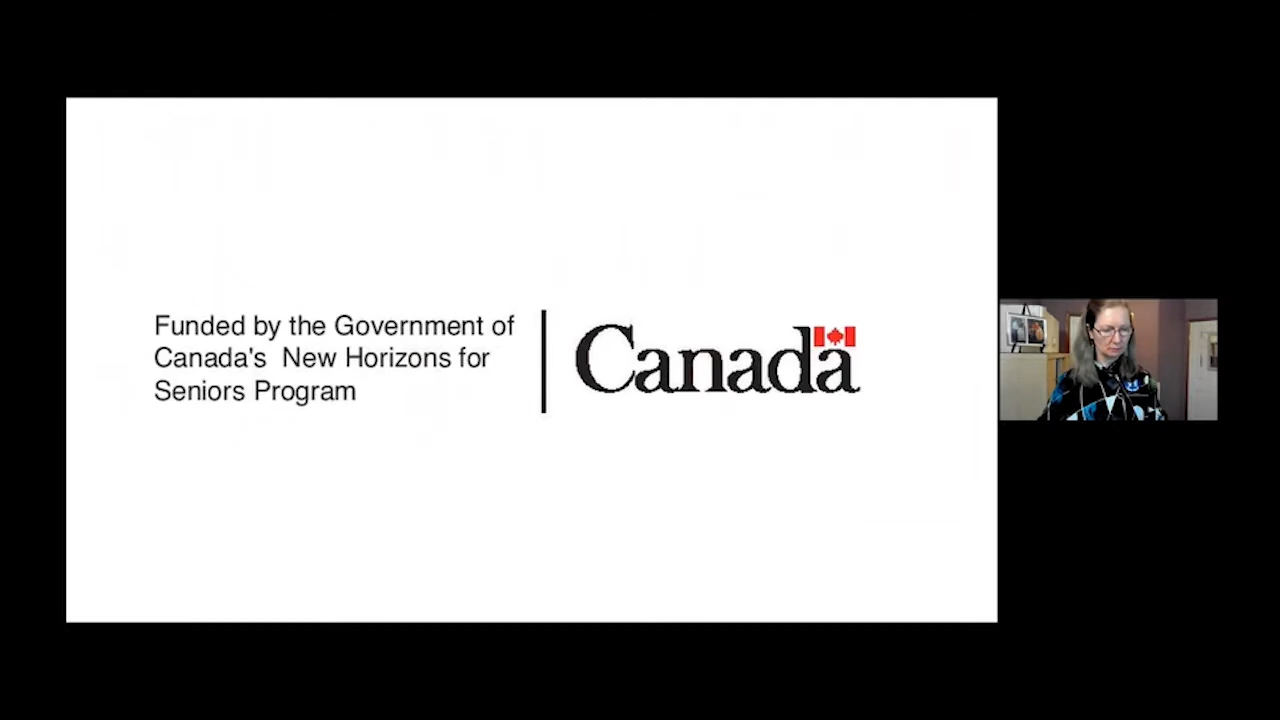 Funded by the Government of
Canada's  New Horizons for
Seniors Program
Canada